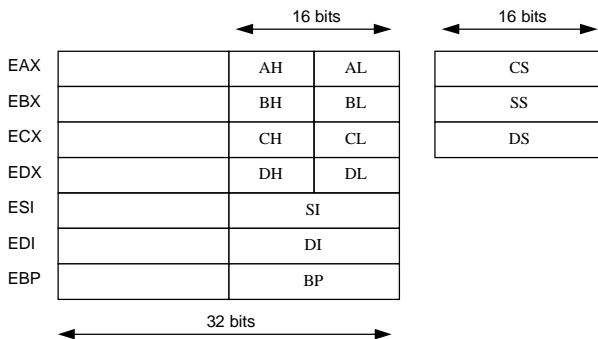 16 bits 16 bits
EAX AH AL CS
EBX BH BL SS
ECX CH CL DS
EDX DH DL
ESI SI
EDI DI
EBP BP
32 bits